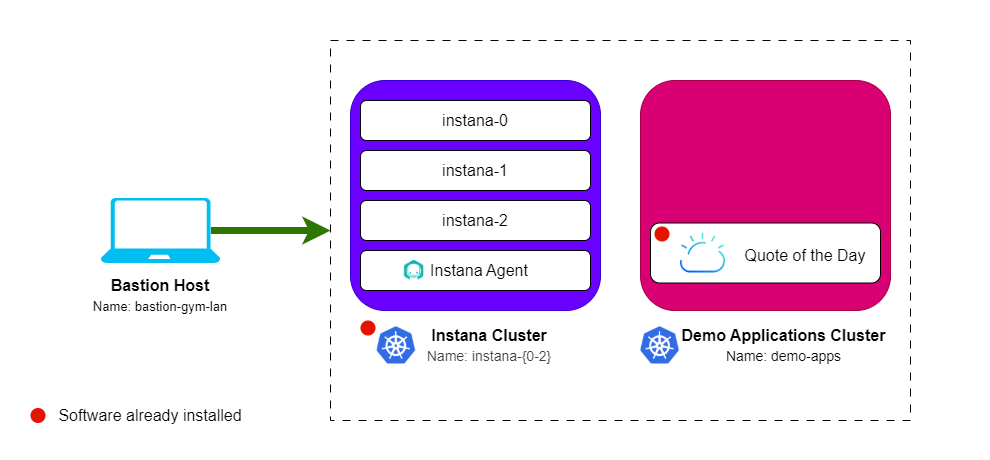 instana-0
instana-1
instana-2
Instana Agent
Quote of the Day
Bastion Host
Name: bastion-gym-lan
Instana Cluster
Name: instana-{0-2}
Demo Applications Cluster
Name: demo-apps
Software already installed